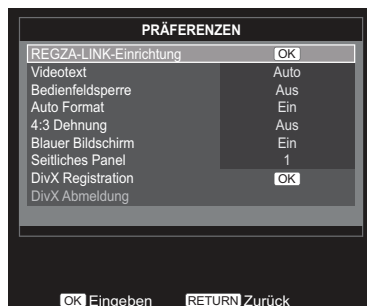 PRÄFERENZEN
REGZA-LINK-Einrichtung OK
Videotext Auto
Bedienfeldsperre Aus
Auto Format Ein
4:3 Dehnung Aus
Blauer Bildschirm Ein
Seitliches Panel 1
DivX Registration OK
DivX Abmeldung
OK Eingeben RETURN Zurück